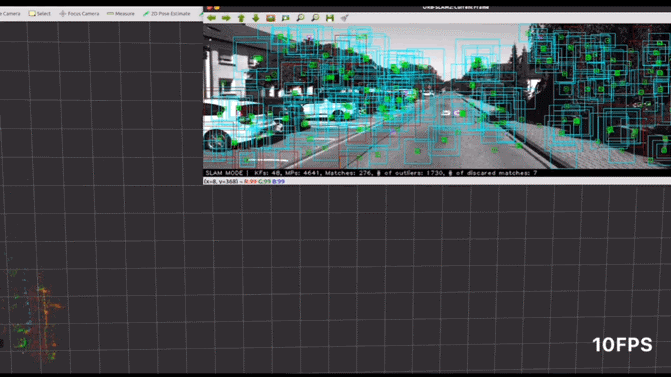 Camera Select Focus Camera Measure 2D Pose Estimate
ORB-SLAM2: Current Frame
SLAM MODE | KFs: 48, MPs: 4641, Matches: 276, # of outliers: 1730, # of discared matches: 7
(x=8, y=368) ~ R:99 G:99 B:99
10FPS